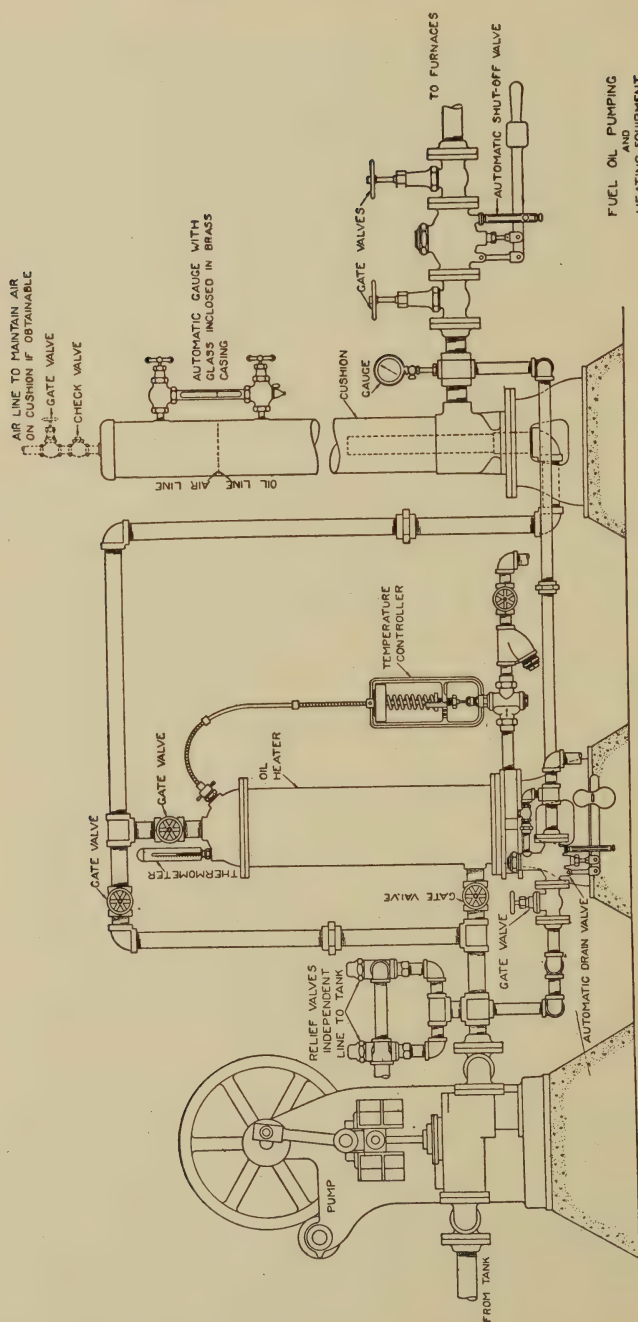 AIR LINE TO MAINTAIN AIR
ON CUSHION IF OBTAINABLE
GATE VALVE
CHECK VALVE
AUTOMATIC GAUGE WITH
GLASS INCLOSED IN BRASS
CASING
OIL LINE AIR LINE
CUSHION
GAUGE
GATE VALVES
TO FURNACES
AUTOMATIC SHUT-OFF VALVE
GATE VALVE
GATE VALVE
THERMOMETER
OIL
HEATER
TEMPERATURE
CONTROLLER
RELIEF VALVES
INDEPENDENT
LINE TO TANK
GATE VALVE
GATE VALVE
AUTOMATIC DRAIN VALVE
PUMP
FROM TANK
FUEL OIL PUMPING
AND
HEATING EQUIPMENT